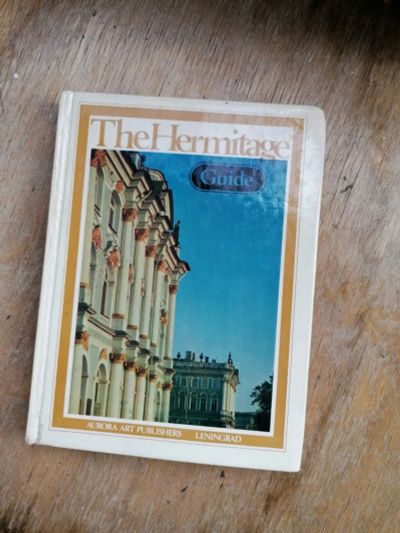 The Hermitage
Guide
AURORA ART PUBLISHERS LENINGRAD